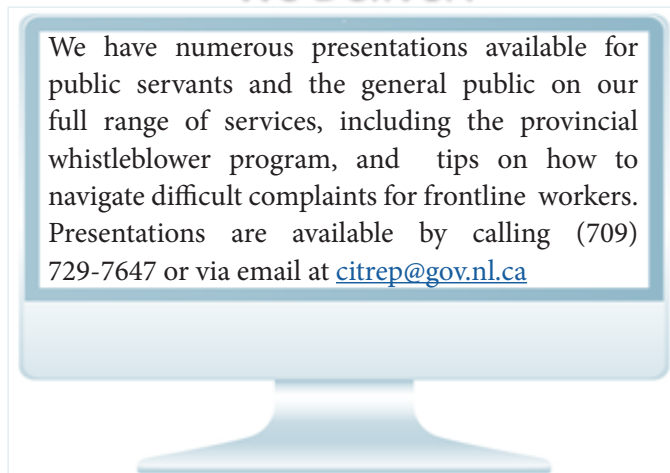 We have numerous presentations available for
public servants and the general public on our
full range of services, including the provincial
whistleblower program, and tips on how to
navigate difficult complaints for frontline workers.
Presentations are available by calling (709)
729-7647 or via email at citrep@gov.nl.ca